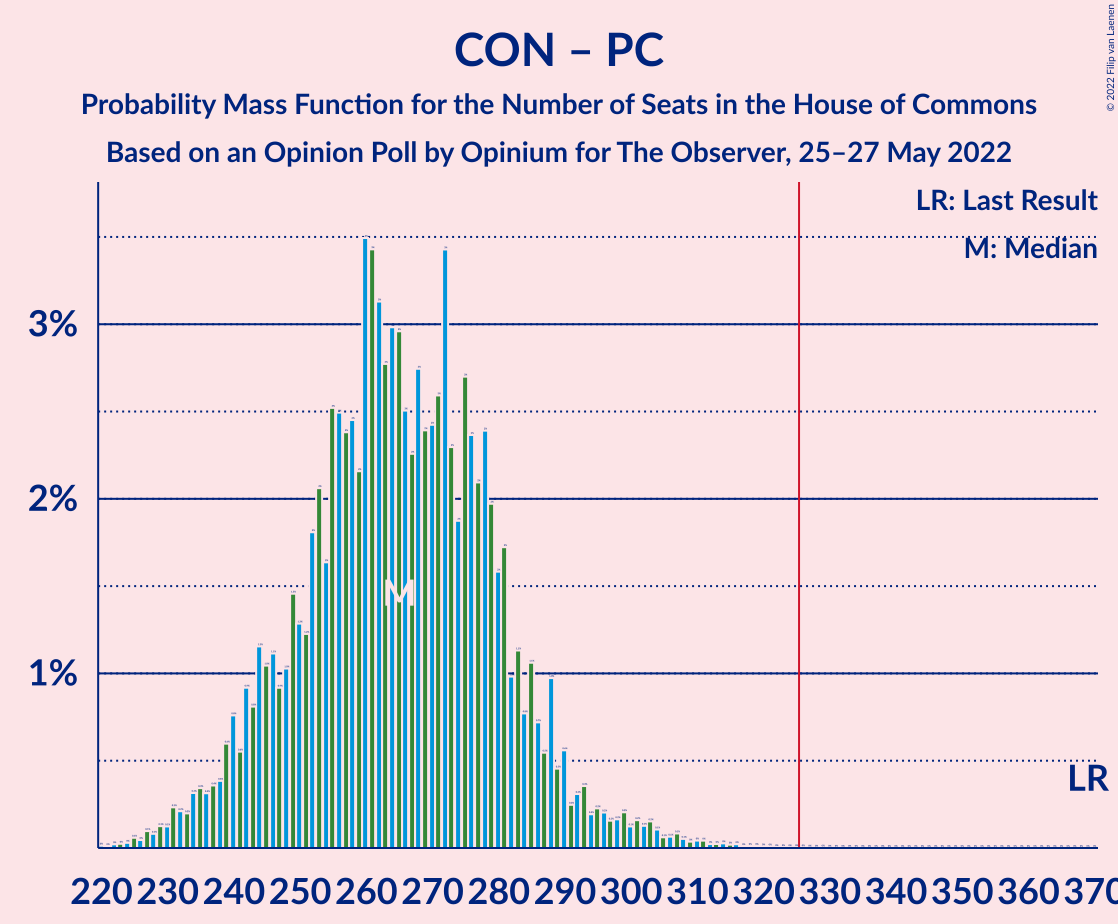 CON – PC
Probability Mass Function for the Number of Seats in the House of Commons
Based on an Opinion Poll by Opinium for The Observer, 25–27 May 2022
© 2022 Filip van Laenen
LR: Last Result
M: Median
3%
2%
1%
M
LR
220 230 240 250 260 270 280 290 300 310 320 330 340 350 360 370